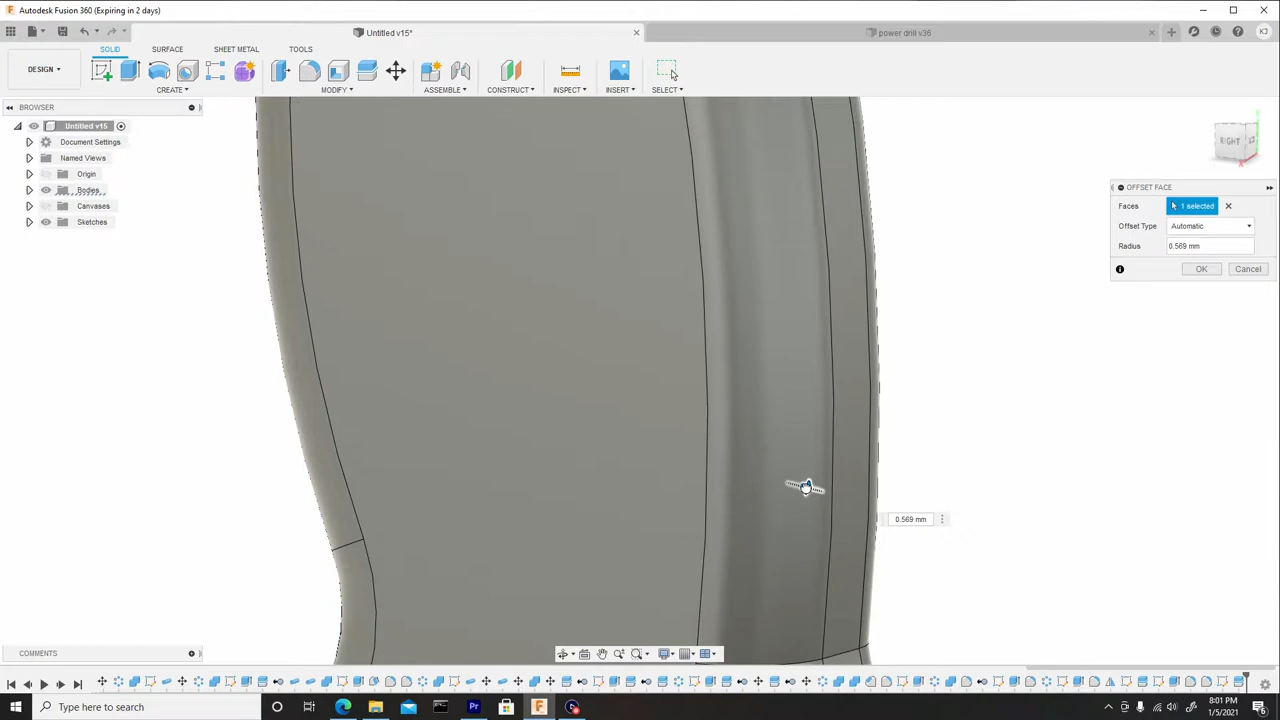 Autodesk Fusion 360 (Expiring in 2 days)
Untitled v15*
power drill v36
KJ
DESIGN
SOLID
SURFACE
SHEET METAL
TOOLS
CREATE
MODIFY
ASSEMBLE
CONSTRUCT
INSPECT
INSERT
SELECT
BROWSER
Untitled v15
Document Settings
Named Views
Origin
Bodies
Canvases
Sketches
RIGHT
OFFSET FACE
Faces
1 selected
Offset Type
Automatic
Radius
0.569 mm
OK
Cancel
0.569 mm
COMMENTS
Type here to search
Pr
8:01 PM
1/5/2021